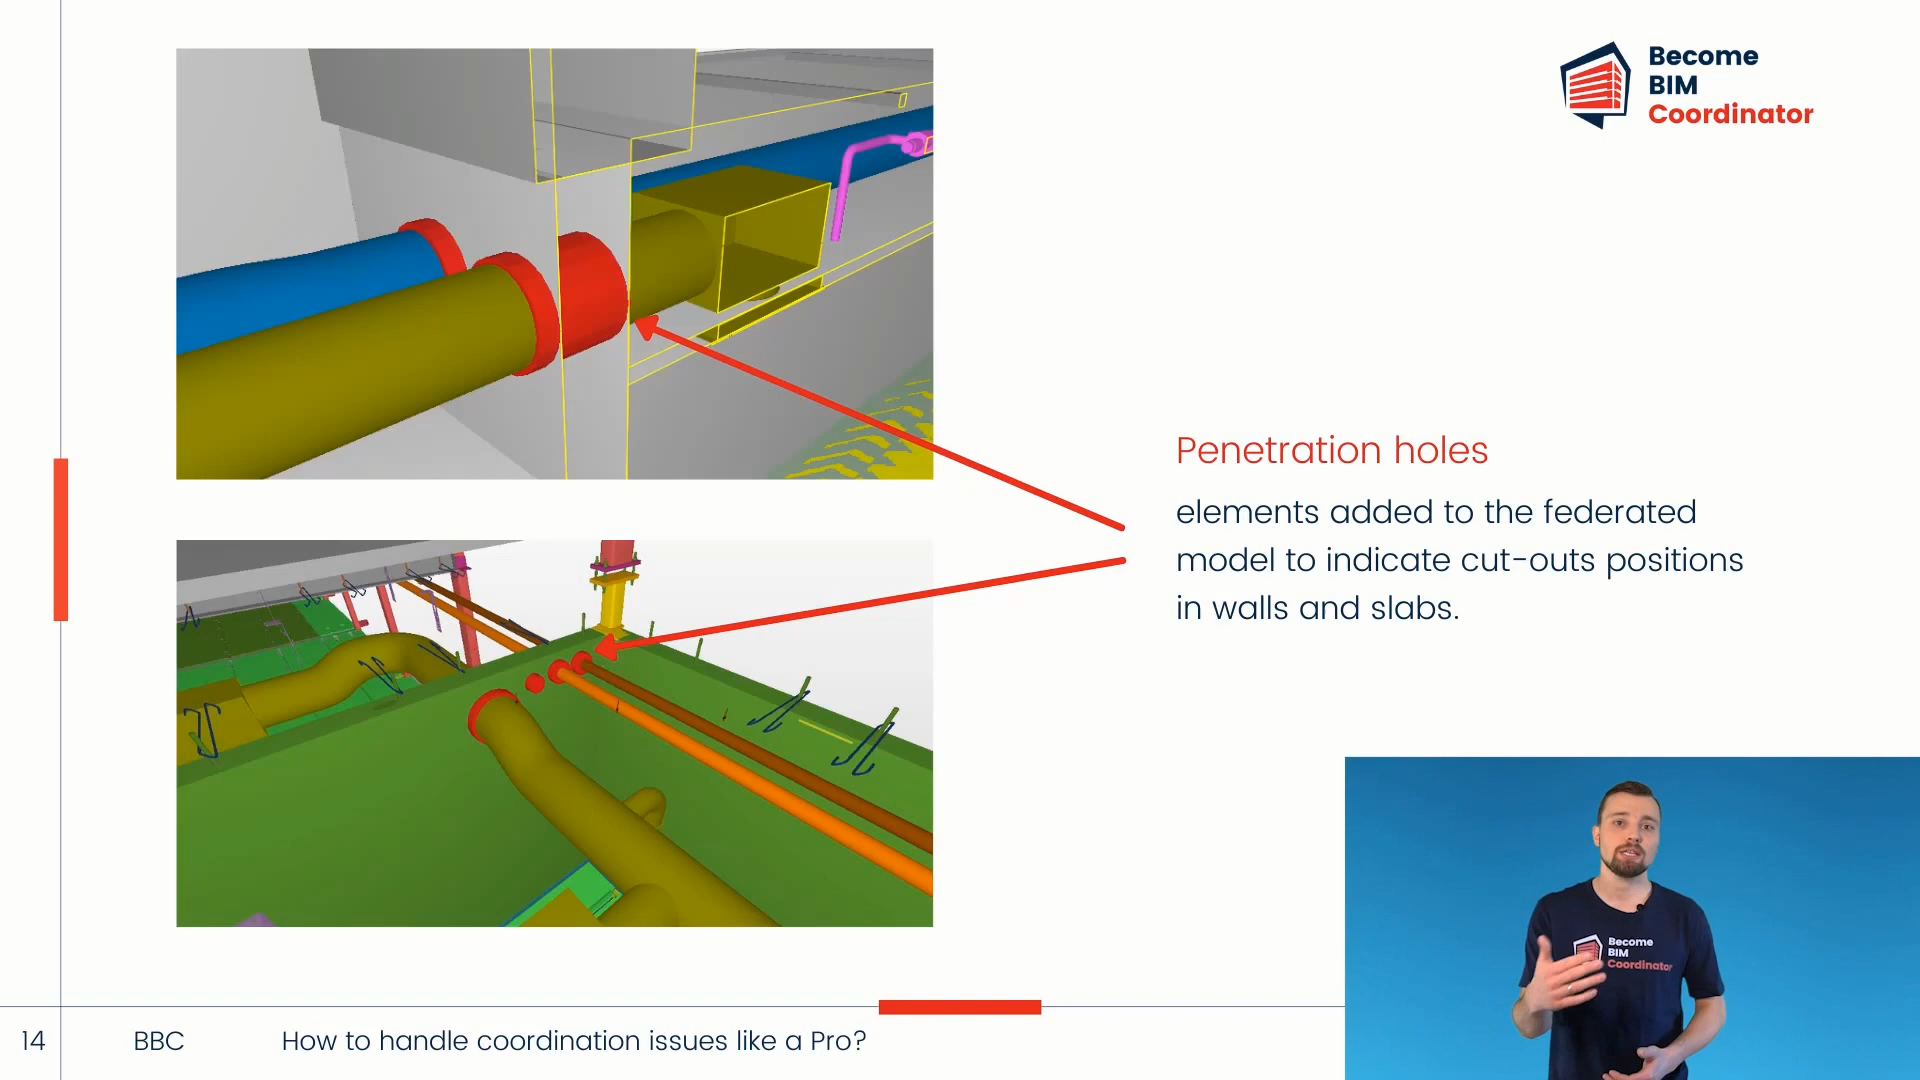 Become
BIM
Coordinator
Penetration holes
elements added to the federated
model to indicate cut-outs positions
in walls and slabs.
Become
BIM
Coordinator
14
BBC
How to handle coordination issues like a Pro?